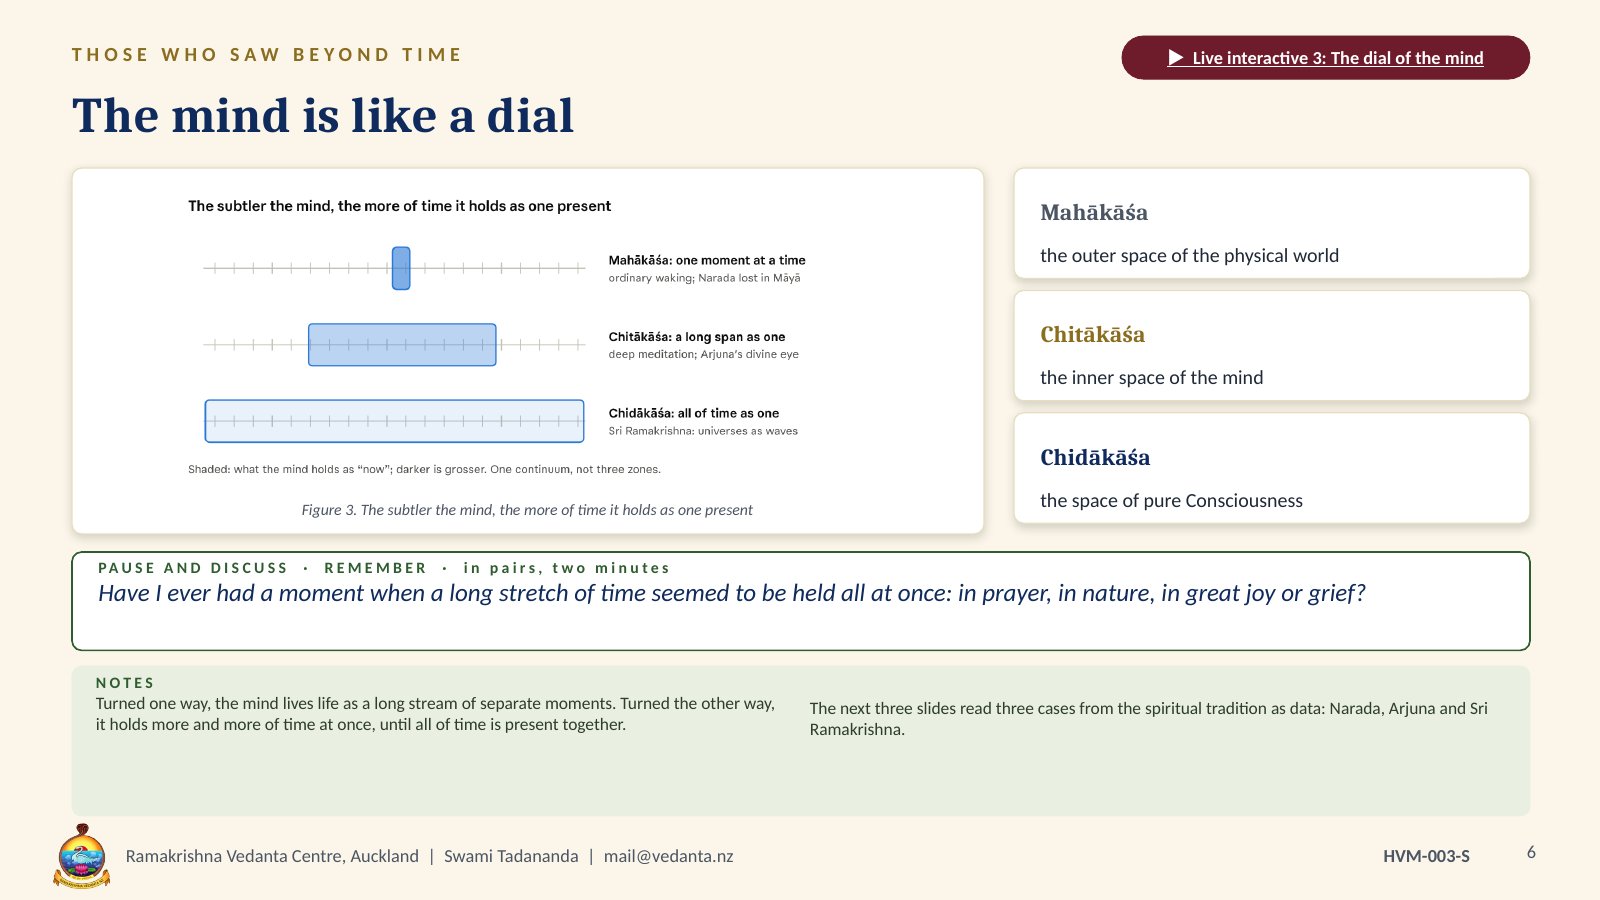 THOSE WHO SAW BEYOND TIME
▶ Live interactive 3: The dial of the mind
The mind is like a dial
The subtler the mind, the more of time it holds as one present
Mahākāśa: one moment at a time
ordinary waking; Narada lost in Māyā
Chitākāśa: a long span as one
deep meditation; Arjuna’s divine eye
Chidākāśa: all of time as one
Sri Ramakrishna: universes as waves
Shaded: what the mind holds as “now”; darker is grosser. One continuum, not three zones.
Figure 3. The subtler the mind, the more of time it holds as one present
Mahākāśa
the outer space of the physical world
Chitākāśa
the inner space of the mind
Chidākāśa
the space of pure Consciousness
PAUSE AND DISCUSS · REMEMBER · in pairs, two minutes
Have I ever had a moment when a long stretch of time seemed to be held all at once: in prayer, in nature, in great joy or grief?
NOTES
Turned one way, the mind lives life as a long stream of separate moments. Turned the other way,
it holds more and more of time at once, until all of time is present together.
The next three slides read three cases from the spiritual tradition as data: Narada, Arjuna and Sri
Ramakrishna.
Ramakrishna Vedanta Centre, Auckland | Swami Tadananda | mail@vedanta.nz
HVM-003-S
6